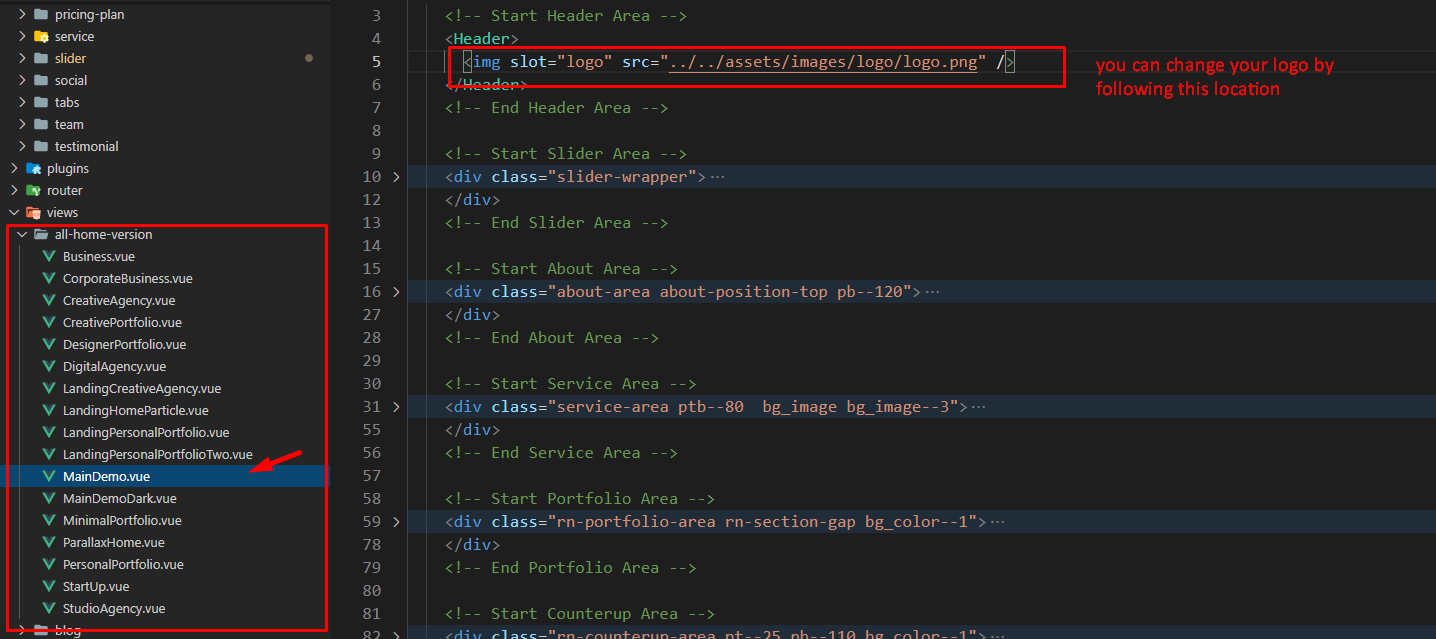 pricing-plan
service
slider
social
tabs
team
testimonial
plugins
router
views
all-home-version
Business.vue
CorporateBusiness.vue
CreativeAgency.vue
CreativePortfolio.vue
DesignerPortfolio.vue
DigitalAgency.vue
LandingCreativeAgency.vue
LandingHomeParticle.vue
LandingPersonalPortfolio.vue
LandingPersonalPortfolioTwo.vue
MainDemo.vue
MainDemoDark.vue
MinimalPortfolio.vue
ParallaxHome.vue
PersonalPortfolio.vue
StartUp.vue
StudioAgency.vue
blog
3 <!-- Start Header Area -->
4 <Header>
5 <img slot="logo" src="../../assets/images/logo/logo.png" />
6 </Header>
7 <!-- End Header Area -->
8
9 <!-- Start Slider Area -->
10 <div class="slider-wrapper">…
12 </div>
13 <!-- End Slider Area -->
14
15 <!-- Start About Area -->
16 <div class="about-area about-position-top pb--120">…
27 </div>
28 <!-- End About Area -->
29
30 <!-- Start Service Area -->
31 <div class="service-area ptb--80  bg_image bg_image--3">…
55 </div>
56 <!-- End Service Area -->
57
58 <!-- Start Portfolio Area -->
59 <div class="rn-portfolio-area rn-section-gap bg_color--1">…
78 </div>
79 <!-- End Portfolio Area -->
80
81 <!-- Start Counterup Area -->
82 <div class="rn-counterup-area pt--25 pb--110 bg_color--1">…
you can change your logo by
following this location